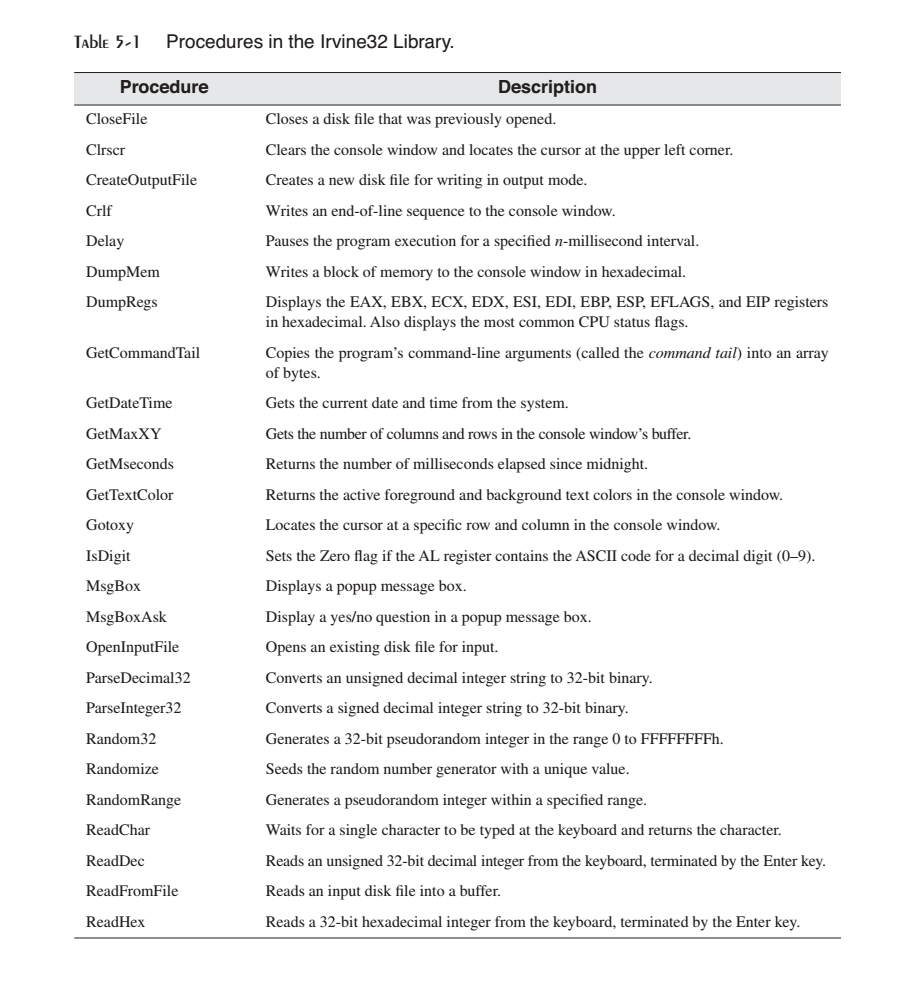 Table 5-1 Procedures in the Irvine32 Library.
Procedure Description
CloseFile Closes a disk file that was previously opened.
Clrscr Clears the console window and locates the cursor at the upper left corner.
CreateOutputFile Creates a new disk file for writing in output mode.
Crlf Writes an end-of-line sequence to the console window.
Delay Pauses the program execution for a specified n-millisecond interval.
DumpMem Writes a block of memory to the console window in hexadecimal.
DumpRegs Displays the EAX, EBX, ECX, EDX, ESI, EDI, EBP, ESP, EFLAGS, and EIP registers
in hexadecimal. Also displays the most common CPU status flags.
GetCommandTail Copies the program’s command-line arguments (called the command tail) into an array
of bytes.
GetDateTime Gets the current date and time from the system.
GetMaxXY Gets the number of columns and rows in the console window’s buffer.
GetMseconds Returns the number of milliseconds elapsed since midnight.
GetTextColor Returns the active foreground and background text colors in the console window.
Gotoxy Locates the cursor at a specific row and column in the console window.
IsDigit Sets the Zero flag if the AL register contains the ASCII code for a decimal digit (0–9).
MsgBox Displays a popup message box.
MsgBoxAsk Display a yes/no question in a popup message box.
OpenInputFile Opens an existing disk file for input.
ParseDecimal32 Converts an unsigned decimal integer string to 32-bit binary.
ParseInteger32 Converts a signed decimal integer string to 32-bit binary.
Random32 Generates a 32-bit pseudorandom integer in the range 0 to FFFFFFFFh.
Randomize Seeds the random number generator with a unique value.
RandomRange Generates a pseudorandom integer within a specified range.
ReadChar Waits for a single character to be typed at the keyboard and returns the character.
ReadDec Reads an unsigned 32-bit decimal integer from the keyboard, terminated by the Enter key.
ReadFromFile Reads an input disk file into a buffer.
ReadHex Reads a 32-bit hexadecimal integer from the keyboard, terminated by the Enter key.